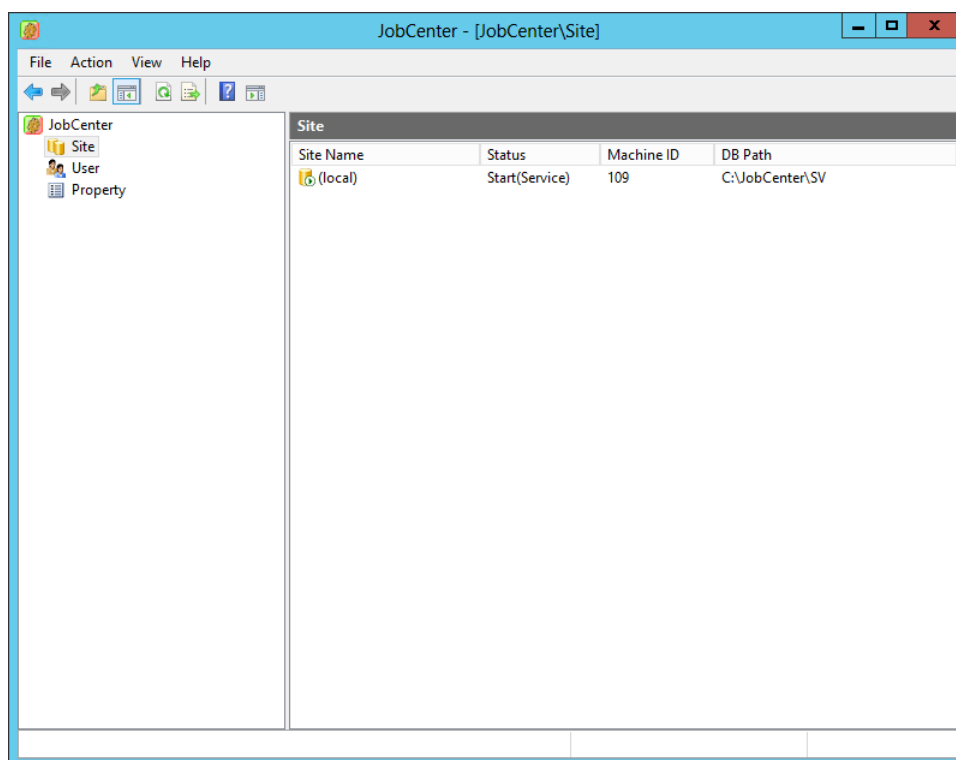 JobCenter - [JobCenter\Site]
File Action View Help
JobCenter
Site
User
Property
Site
Site Name Status Machine ID DB Path
(local) Start(Service) 109 C:\JobCenter\SV